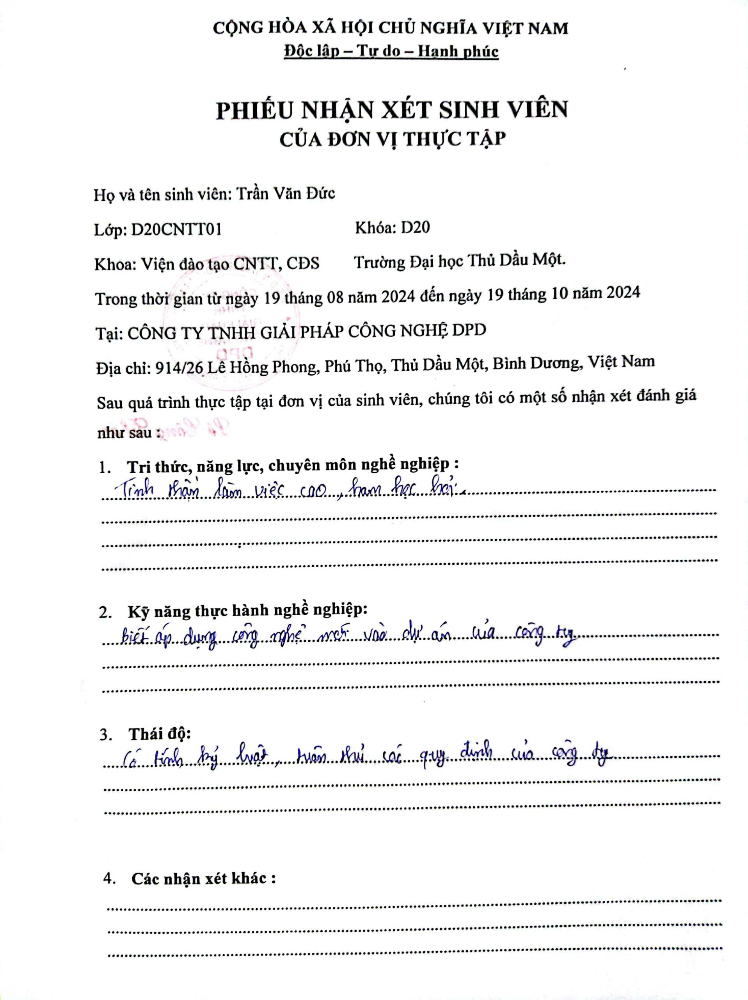 CỘNG HÒA XÃ HỘI CHỦ NGHĨA VIỆT NAM
Độc lập – Tự do – Hạnh phúc
PHIẾU NHẬN XÉT SINH VIÊN
CỦA ĐƠN VỊ THỰC TẬP
Họ và tên sinh viên: Trần Văn Đức
Lớp: D20CNTT01 Khóa: D20
Khoa: Viện đào tạo CNTT, CĐS Trường Đại học Thủ Dầu Một.
Trong thời gian từ ngày 19 tháng 08 năm 2024 đến ngày 19 tháng 10 năm 2024
Tại: CÔNG TY TNHH GIẢI PHÁP CÔNG NGHỆ DPD
Địa chỉ: 914/26 Lê Hồng Phong, Phú Thọ, Thủ Dầu Một, Bình Dương, Việt Nam
Sau quá trình thực tập tại đơn vị của sinh viên, chúng tôi có một số nhận xét đánh giá
như sau :
1. Tri thức, năng lực, chuyên môn nghề nghiệp :
Tinh thần làm việc cao, ham học hỏi.
2. Kỹ năng thực hành nghề nghiệp:
Biết áp dụng công nghệ mới vào dự án của công ty
3. Thái độ:
Có tính kỷ luật, tuân thủ các quy định của công ty
4. Các nhận xét khác :